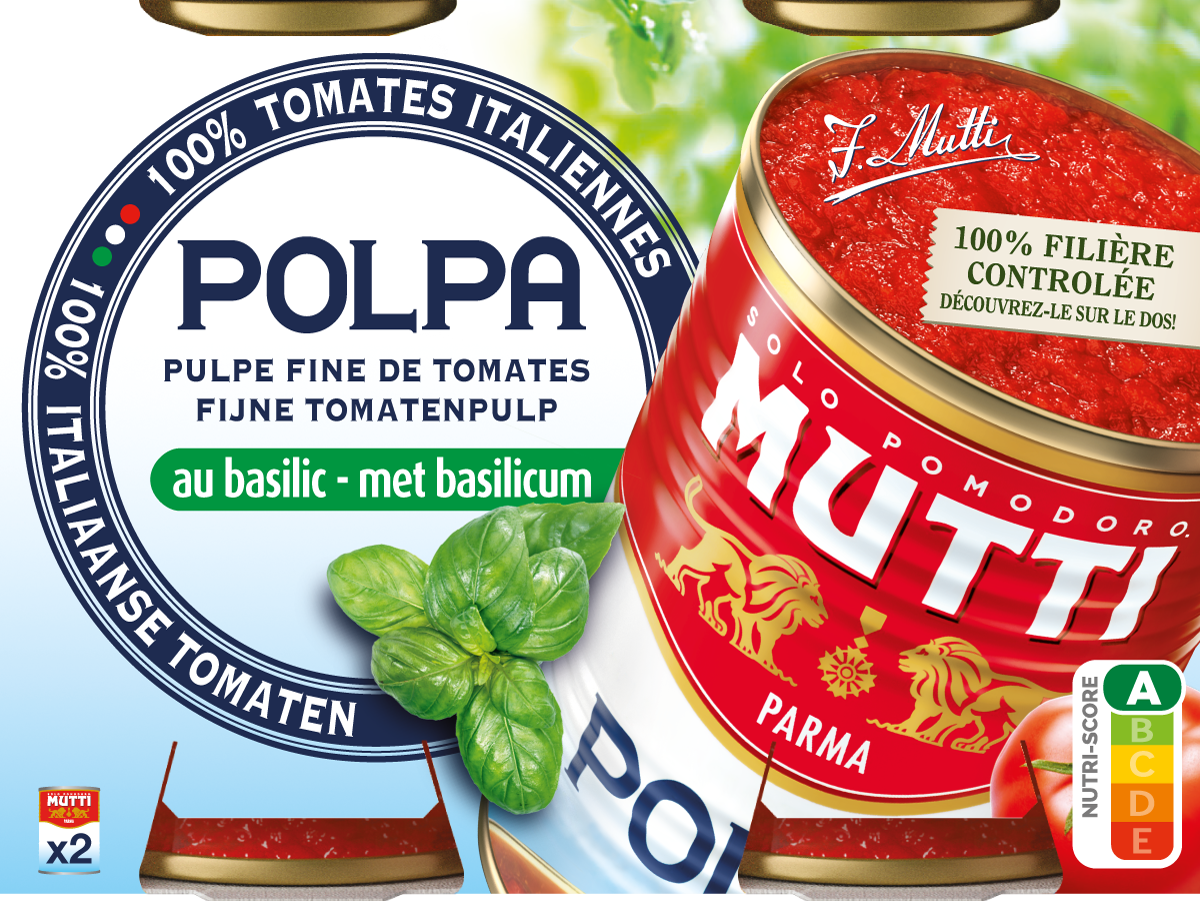 100% TOMATES ITALIENNES
100% ITALIAANSE TOMATEN
POLPA
PULPE FINE DE TOMATES
FIJNE TOMATENPULP
au basilic - met basilicum
F. Mutti
100% FILIÈRE
CONTROLÉE
DÉCOUVREZ-LE SUR LE DOS!
SOLO POMODORO.
MUTTI
PARMA
POL
NUTRI-SCORE
A
B
C
D
E
MUTTI
x2